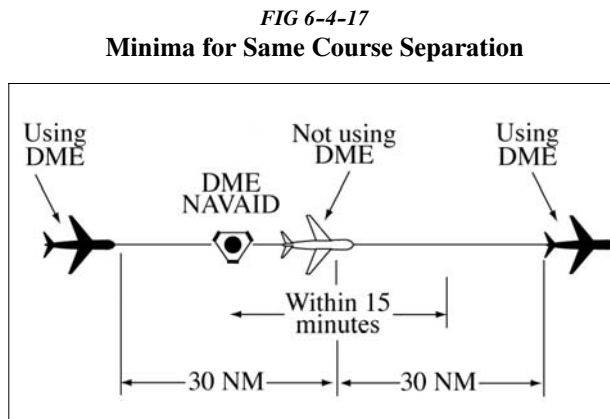 FIG 6-4-17
Minima for Same Course Separation
Using
DME
Not using
DME
Using
DME
DME
NAVAID
Within 15
minutes
30 NM
30 NM